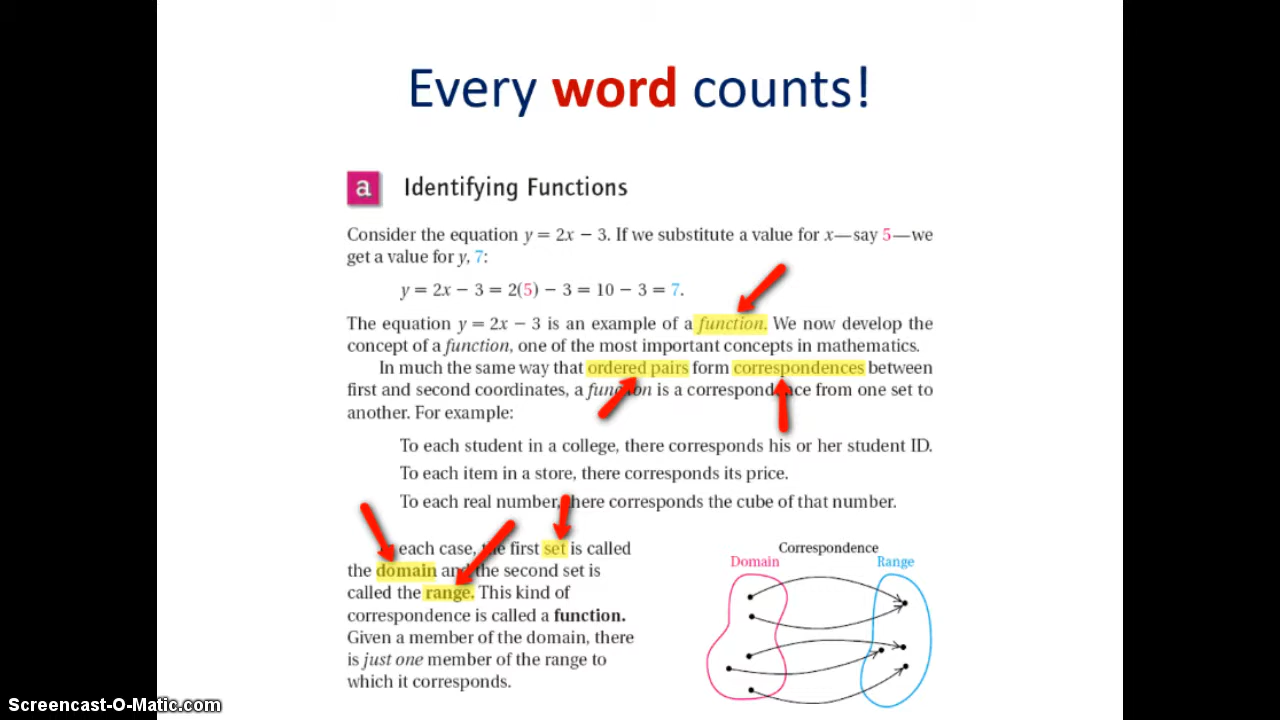 Every word counts!
a Identifying Functions
Consider the equation y = 2x − 3. If we substitute a value for x—say 5—we
get a value for y, 7:
y = 2x − 3 = 2(5) − 3 = 10 − 3 = 7.
The equation y = 2x − 3 is an example of a function. We now develop the
concept of a function, one of the most important concepts in mathematics.
In much the same way that ordered pairs form correspondences between
first and second coordinates, a function is a correspondence from one set to
another. For example:
To each student in a college, there corresponds his or her student ID.
To each item in a store, there corresponds its price.
To each real number, there corresponds the cube of that number.
each case, the first set is called
the domain and the second set is
called the range. This kind of
correspondence is called a function.
Given a member of the domain, there
is just one member of the range to
which it corresponds.
Correspondence
Domain Range
Screencast-O-Matic.com